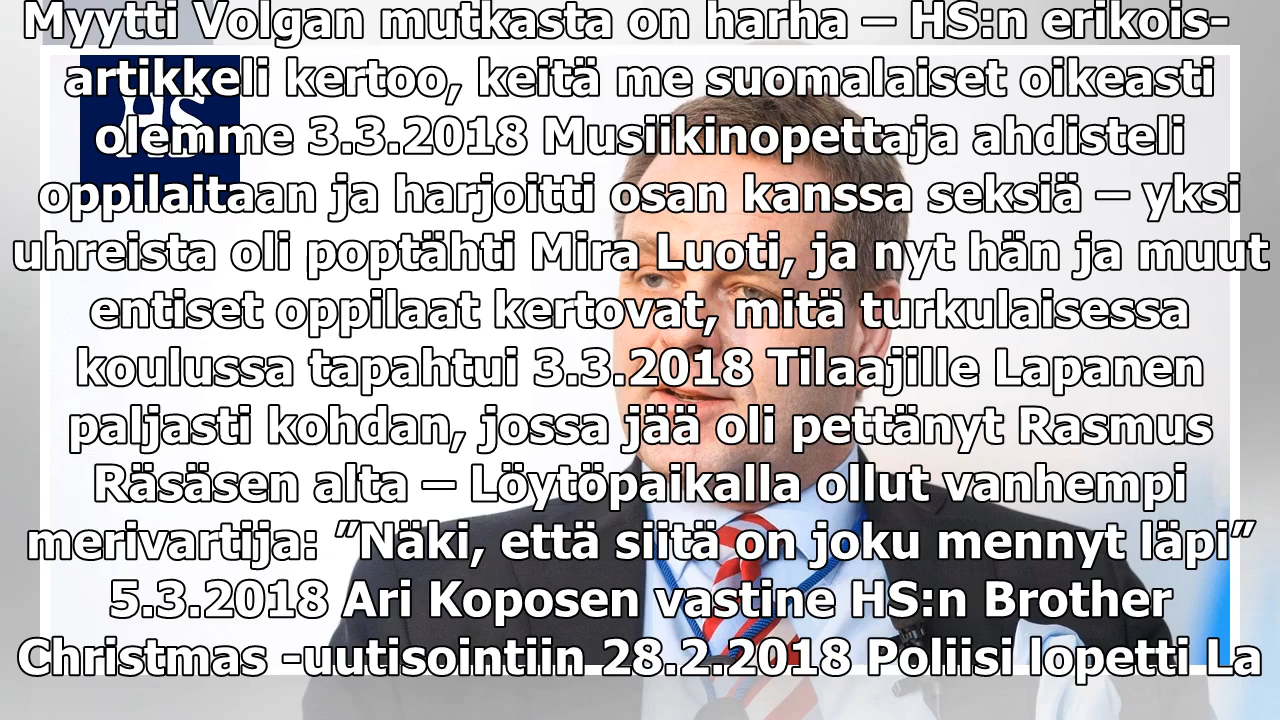 Myytti Volgan mutkasta on harha – HS:n erikois-
artikkeli kertoo, keitä me suomalaiset oikeasti
olemme 3.3.2018 Musiikinopettaja ahdisteli
oppilaitaan ja harjoitti osan kanssa seksiä – yksi
uhreista oli poptähti Mira Luoti, ja nyt hän ja muut
entiset oppilaat kertovat, mitä turkulaisessa
koulussa tapahtui 3.3.2018 Tilaajille Lapanen
paljasti kohdan, jossa jää oli pettänyt Rasmus
Räsäsen alta – Löytöpaikalla ollut vanhempi
merivartija: ”Näki, että siitä on joku mennyt läpi”
5.3.2018 Ari Koposen vastine HS:n Brother
Christmas -uutisointiin 28.2.2018 Poliisi lopetti La
HS